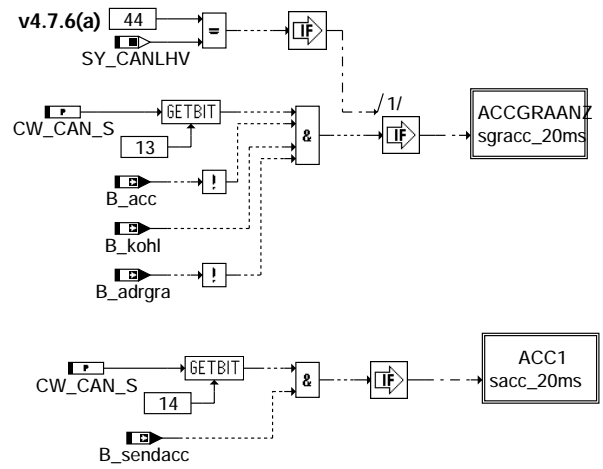 v4.7.6(a) 44
=
IF
SY_CANLHV
/1/
P
GETBIT
CW_CAN_S
13
&
IF
ACCGRAANZ
sgracc_20ms
!
B_acc
B_kohl
!
B_adrgra
P
GETBIT
CW_CAN_S
14
&
IF
ACC1
sacc_20ms
B_sendacc